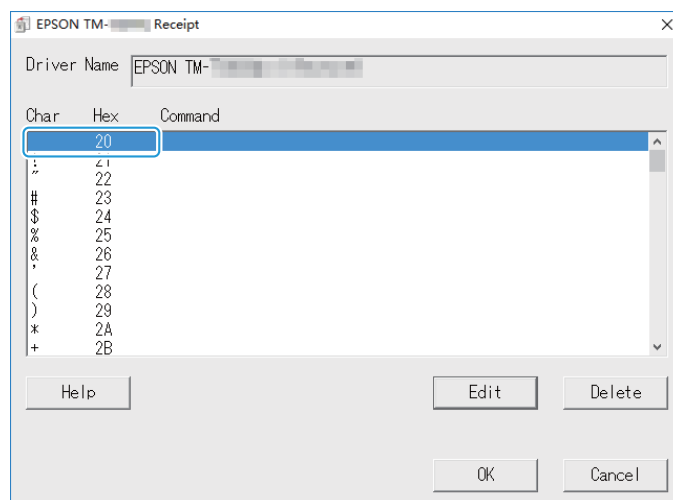 EPSON TM- Receipt
Driver Name EPSON TM-
Char Hex Command
20
! 21
" 22
# 23
$ 24
% 25
& 26
' 27
( 28
) 29
* 2A
+ 2B
Help Edit Delete
OK Cancel